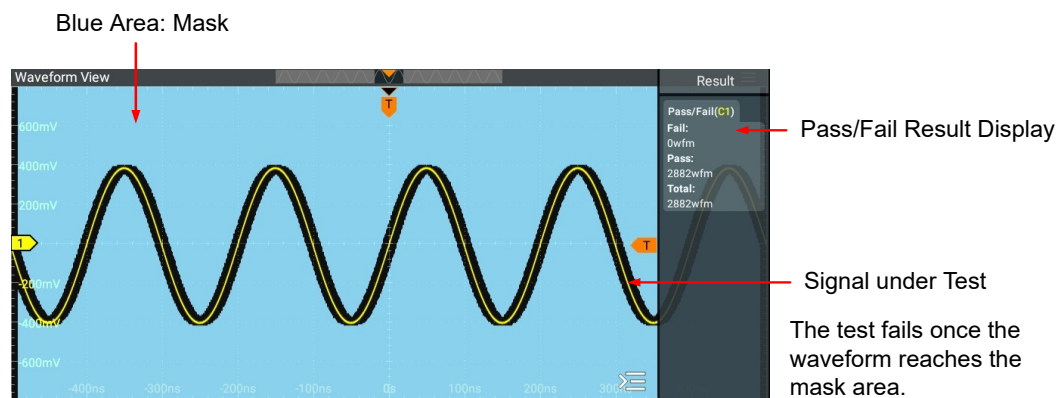 Blue Area: Mask
Waveform View
Result
T
600mV
400mV
200mV
1
T
-200mV
-400mV
-600mV
-400ns
-300ns
-200ns
-100ns
0s
100ns
200ns
Pass/Fail(C1)
Fail:
0wfm
Pass:
2882wfm
Total:
2882wfm
Pass/Fail Result Display
Signal under Test
The test fails once the
waveform reaches the
mask area.